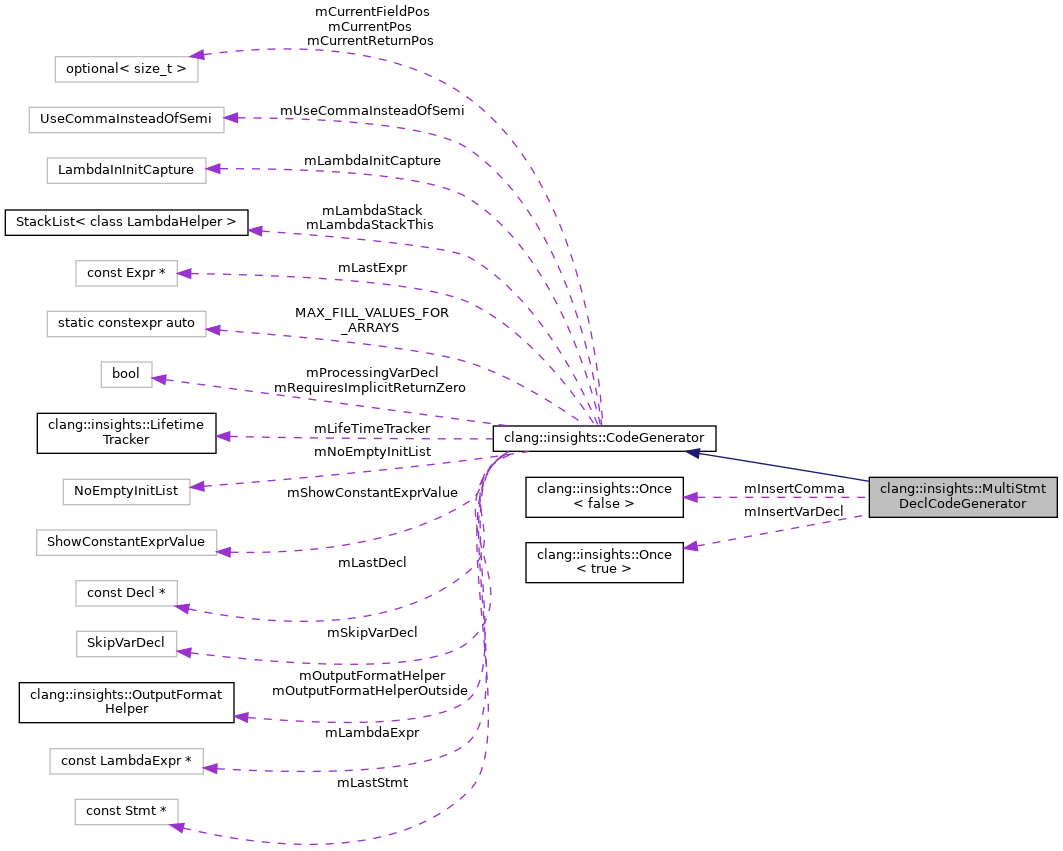 mCurrentFieldPos
mCurrentPos
mCurrentReturnPos
optional< size_t >
mUseCommaInsteadOfSemi
UseCommaInsteadOfSemi
mLambdaInitCapture
LambdaInInitCapture
mLambdaStack
mLambdaStackThis
StackList< class LambdaHelper >
mLastExpr
const Expr *
MAX_FILL_VALUES_FOR
_ARRAYS
static constexpr auto
mProcessingVarDecl
mRequiresImplicitReturnZero
bool
clang::insights::Lifetime
Tracker
mLifeTimeTracker
clang::insights::CodeGenerator
mNoEmptyInitList
NoEmptyInitList
clang::insights::Once
< false >
mInsertComma
clang::insights::MultiStmt
DeclCodeGenerator
mShowConstantExprValue
ShowConstantExprValue
mInsertVarDecl
clang::insights::Once
< true >
mLastDecl
const Decl *
mSkipVarDecl
SkipVarDecl
mOutputFormatHelper
mOutputFormatHelperOutside
clang::insights::OutputFormat
Helper
mLambdaExpr
const LambdaExpr *
mLastStmt
const Stmt *